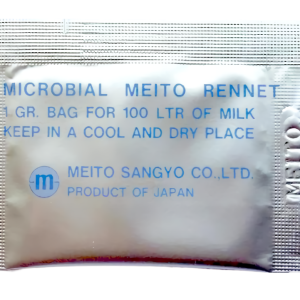 MICROBIAL MEITO RENNET
1 GR. BAG FOR 100 LTR OF MILK
KEEP IN A COOL AND DRY PLACE
m
MEITO SANGYO CO.,LTD.
PRODUCT OF JAPAN
MEITO